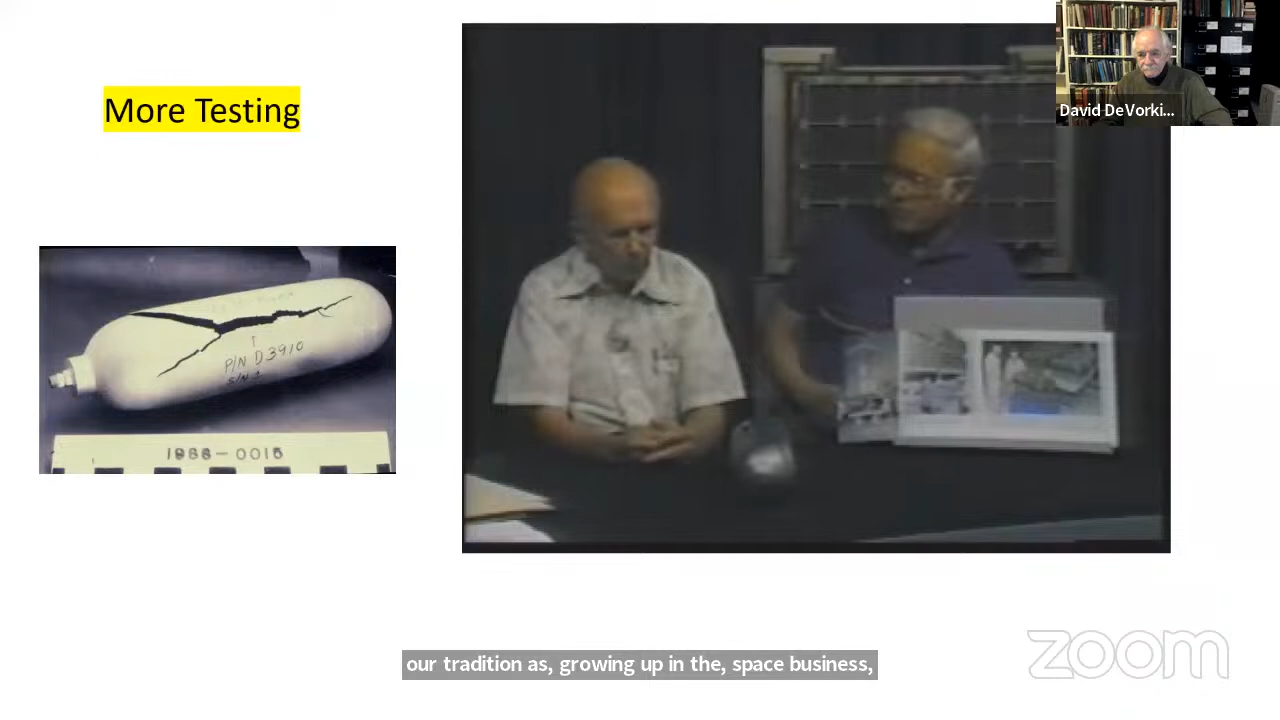 More Testing
David DeVorki...
P/N D3910
S/N 1
1988-0016
our tradition as, growing up in the, space business,
zoom